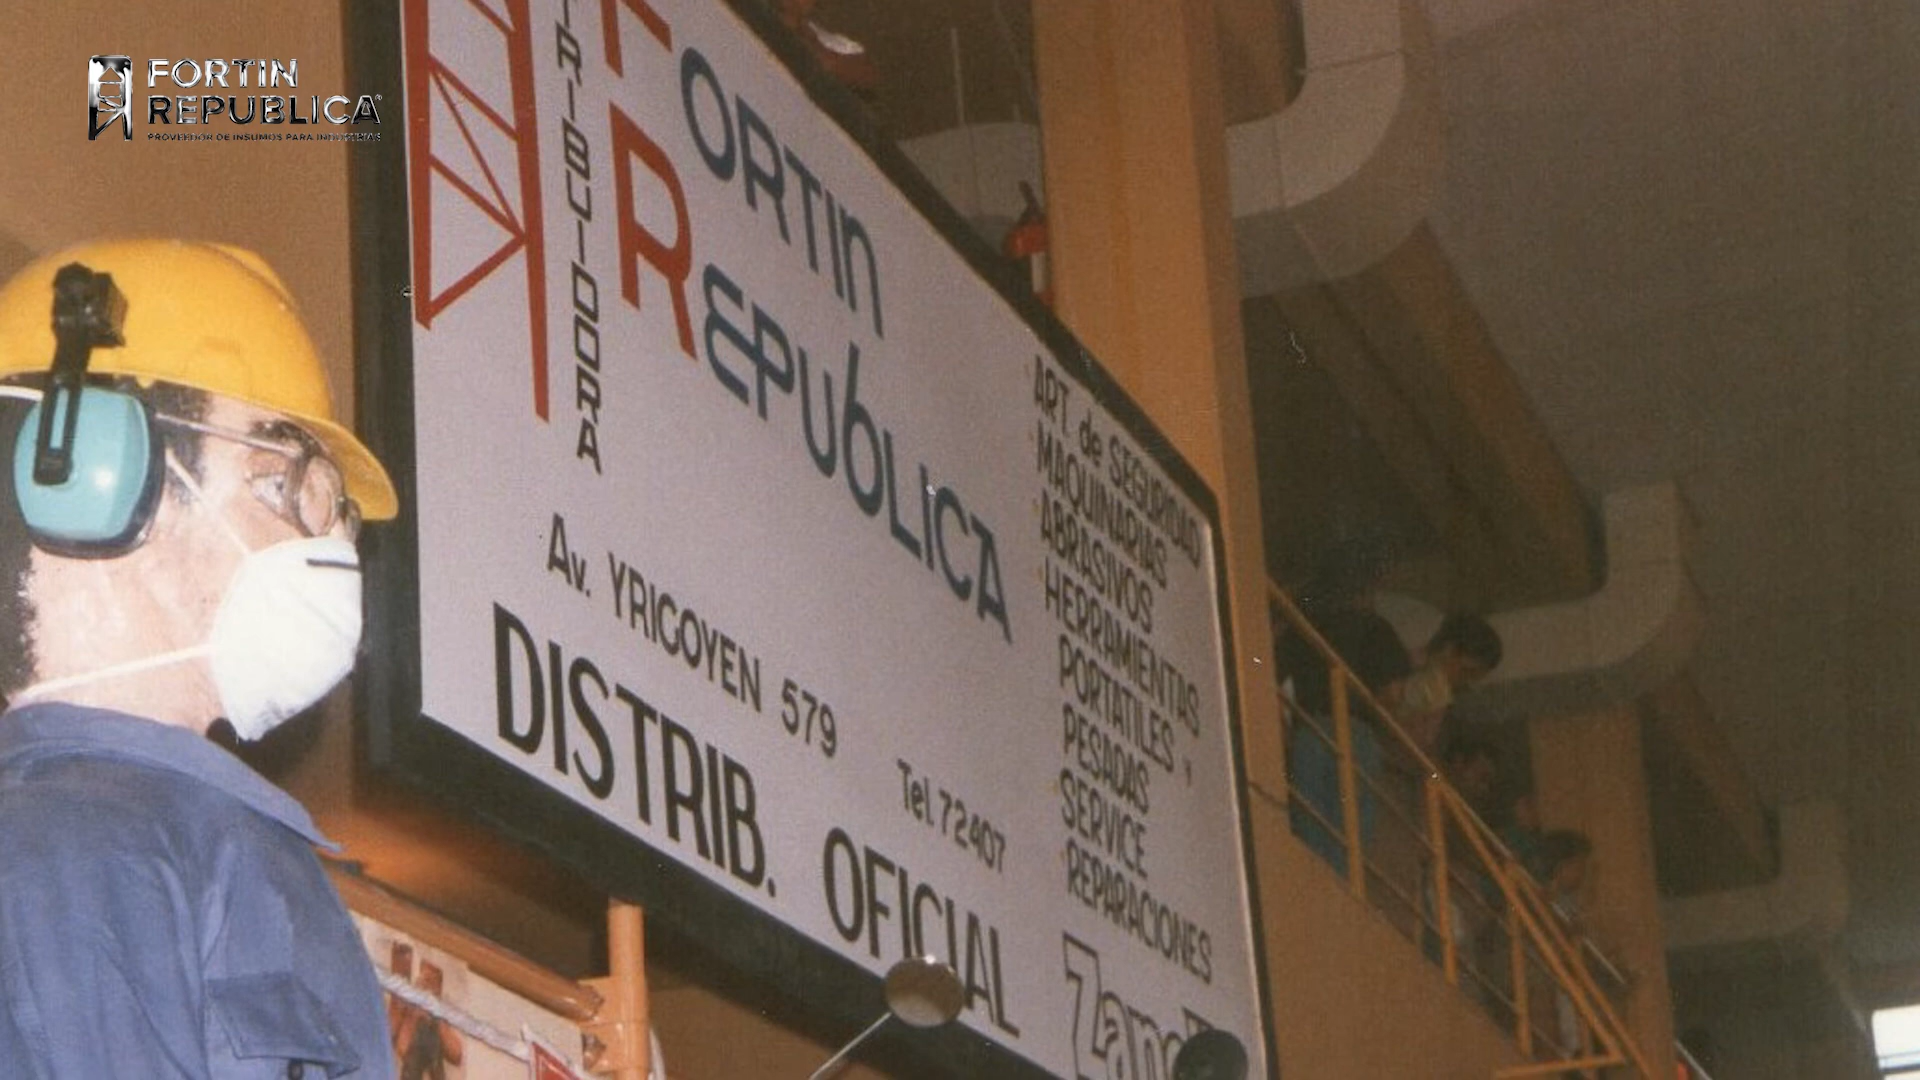 FORTIN
REPUBLICA
PROVEEDOR DE INSUMOS PARA INDUSTRIAS
FORTIN
REPUBLICA
Av. YRIGOYEN 579
Tel. 72407
DISTRIB. OFICIAL
ART. de SEGURIDAD
MAQUINARIAS
ABRASIVOS
HERRAMIENTAS
PORTATILES y
PESADAS
SERVICE
REPARACIONES